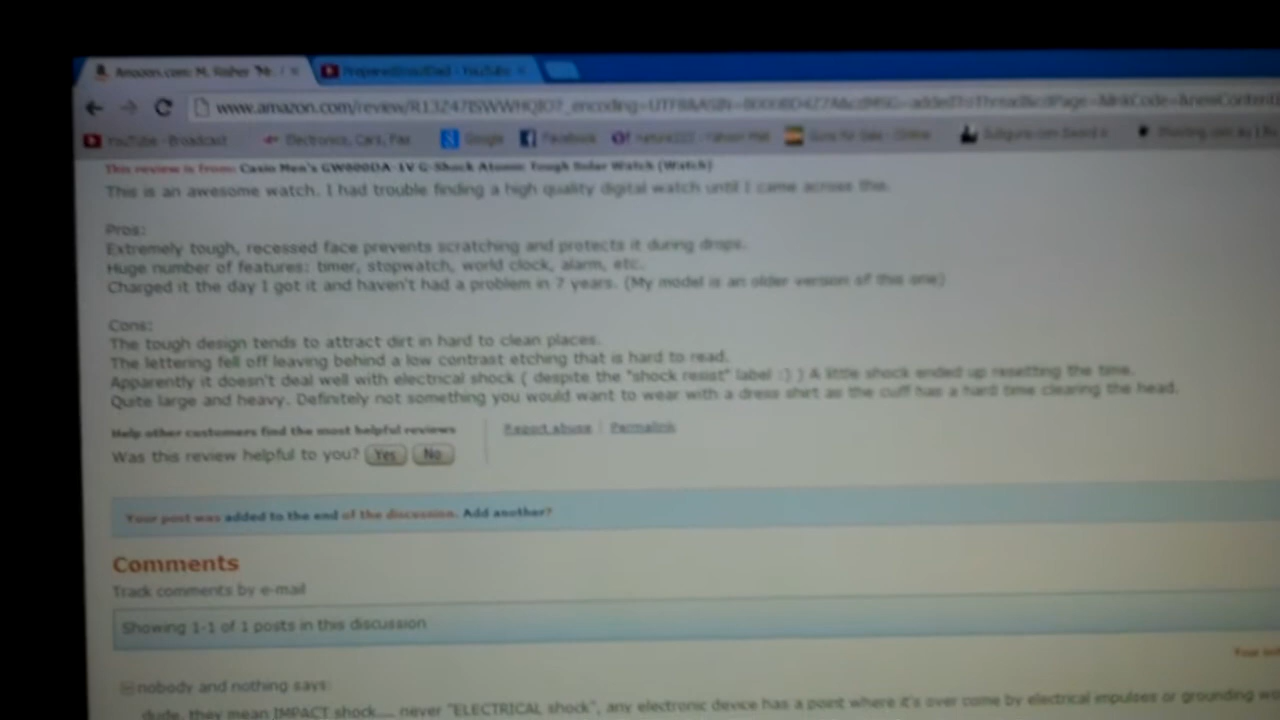 Amazon.com: M. Risher "Mr.
YouTube
www.amazon.com/review/
YouTube - Broadcast Electronics, Cars, Fas Google Facebook
This review is from: Casio Men's GW800DA-1V G-Shock Atomic Tough Solar Watch (Watch)
This is an awesome watch. I had trouble finding a high quality digital watch until I came across this.
Pros:
Extremely tough, recessed face prevents scratching and protects it during drops.
Huge number of features: timer, stopwatch, world clock, alarm, etc.
Charged it the day I got it and haven't had a problem in 7 years. (My model is an older version of this one)
Cons:
The tough design tends to attract dirt in hard to clean places.
The lettering fell off leaving behind a low contrast etching that is hard to read.
Apparently it doesn't deal well with electrical shock ( despite the "shock resist" label :) ) A little shock ended up resetting the time.
Quite large and heavy. Definitely not something you would want to wear with a dress shirt as the cuff has a hard time clearing the head.
Help other customers find the most helpful reviews
Report abuse | Permalink
Was this review helpful to you? Yes No
Your post was added to the end of the discussion. Add another?
Comments
Track comments by e-mail
Showing 1-1 of 1 posts in this discussion
nobody and nothing says:
dude, they mean IMPACT shock.... never "ELECTRICAL shock", any electronic device has a point where it's over come by electrical impulses or grounding